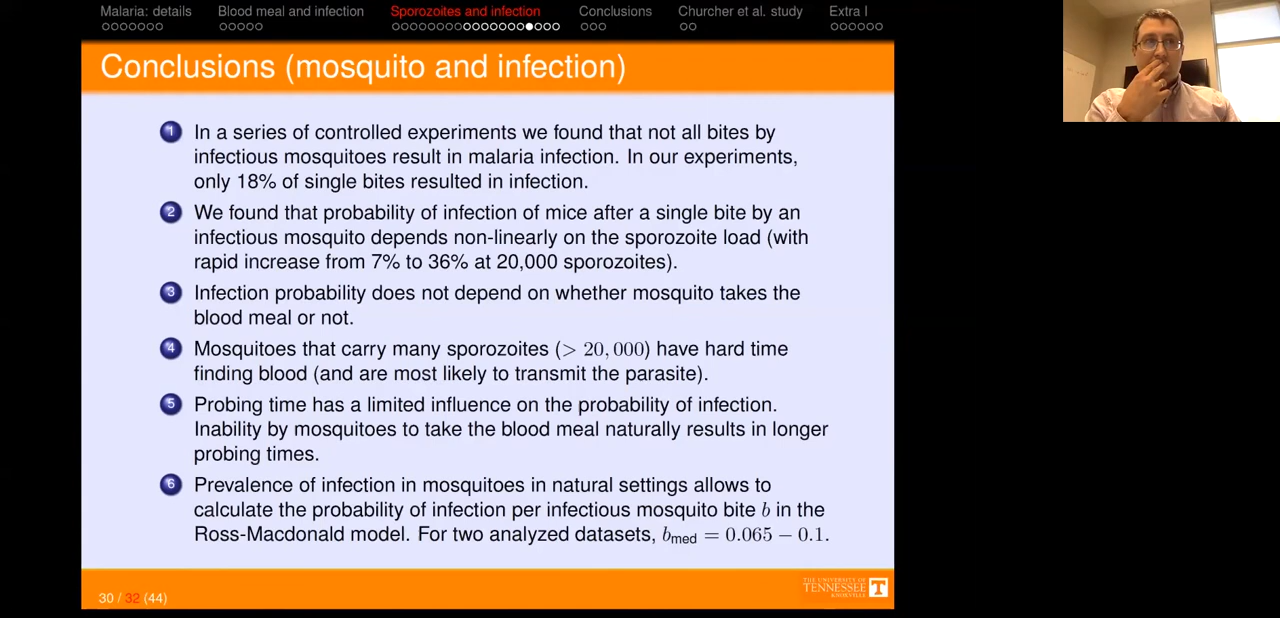 Malaria: details Blood meal and infection Sporozoites and infection Conclusions Churcher et al. study Extra I
Conclusions (mosquito and infection)
1 In a series of controlled experiments we found that not all bites by
infectious mosquitoes result in malaria infection. In our experiments,
only 18% of single bites resulted in infection.
2 We found that probability of infection of mice after a single bite by an
infectious mosquito depends non-linearly on the sporozoite load (with
rapid increase from 7% to 36% at 20,000 sporozoites).
3 Infection probability does not depend on whether mosquito takes the
blood meal or not.
4 Mosquitoes that carry many sporozoites (> 20,000) have hard time
finding blood (and are most likely to transmit the parasite).
5 Probing time has a limited influence on the probability of infection.
Inability by mosquitoes to take the blood meal naturally results in longer
probing times.
6 Prevalence of infection in mosquitoes in natural settings allows to
calculate the probability of infection per infectious mosquito bite b in the
Ross-Macdonald model. For two analyzed datasets, b_med = 0.065 − 0.1.
THE UNIVERSITY OF
TENNESSEE T
KNOXVILLE
30 / 32 (44)